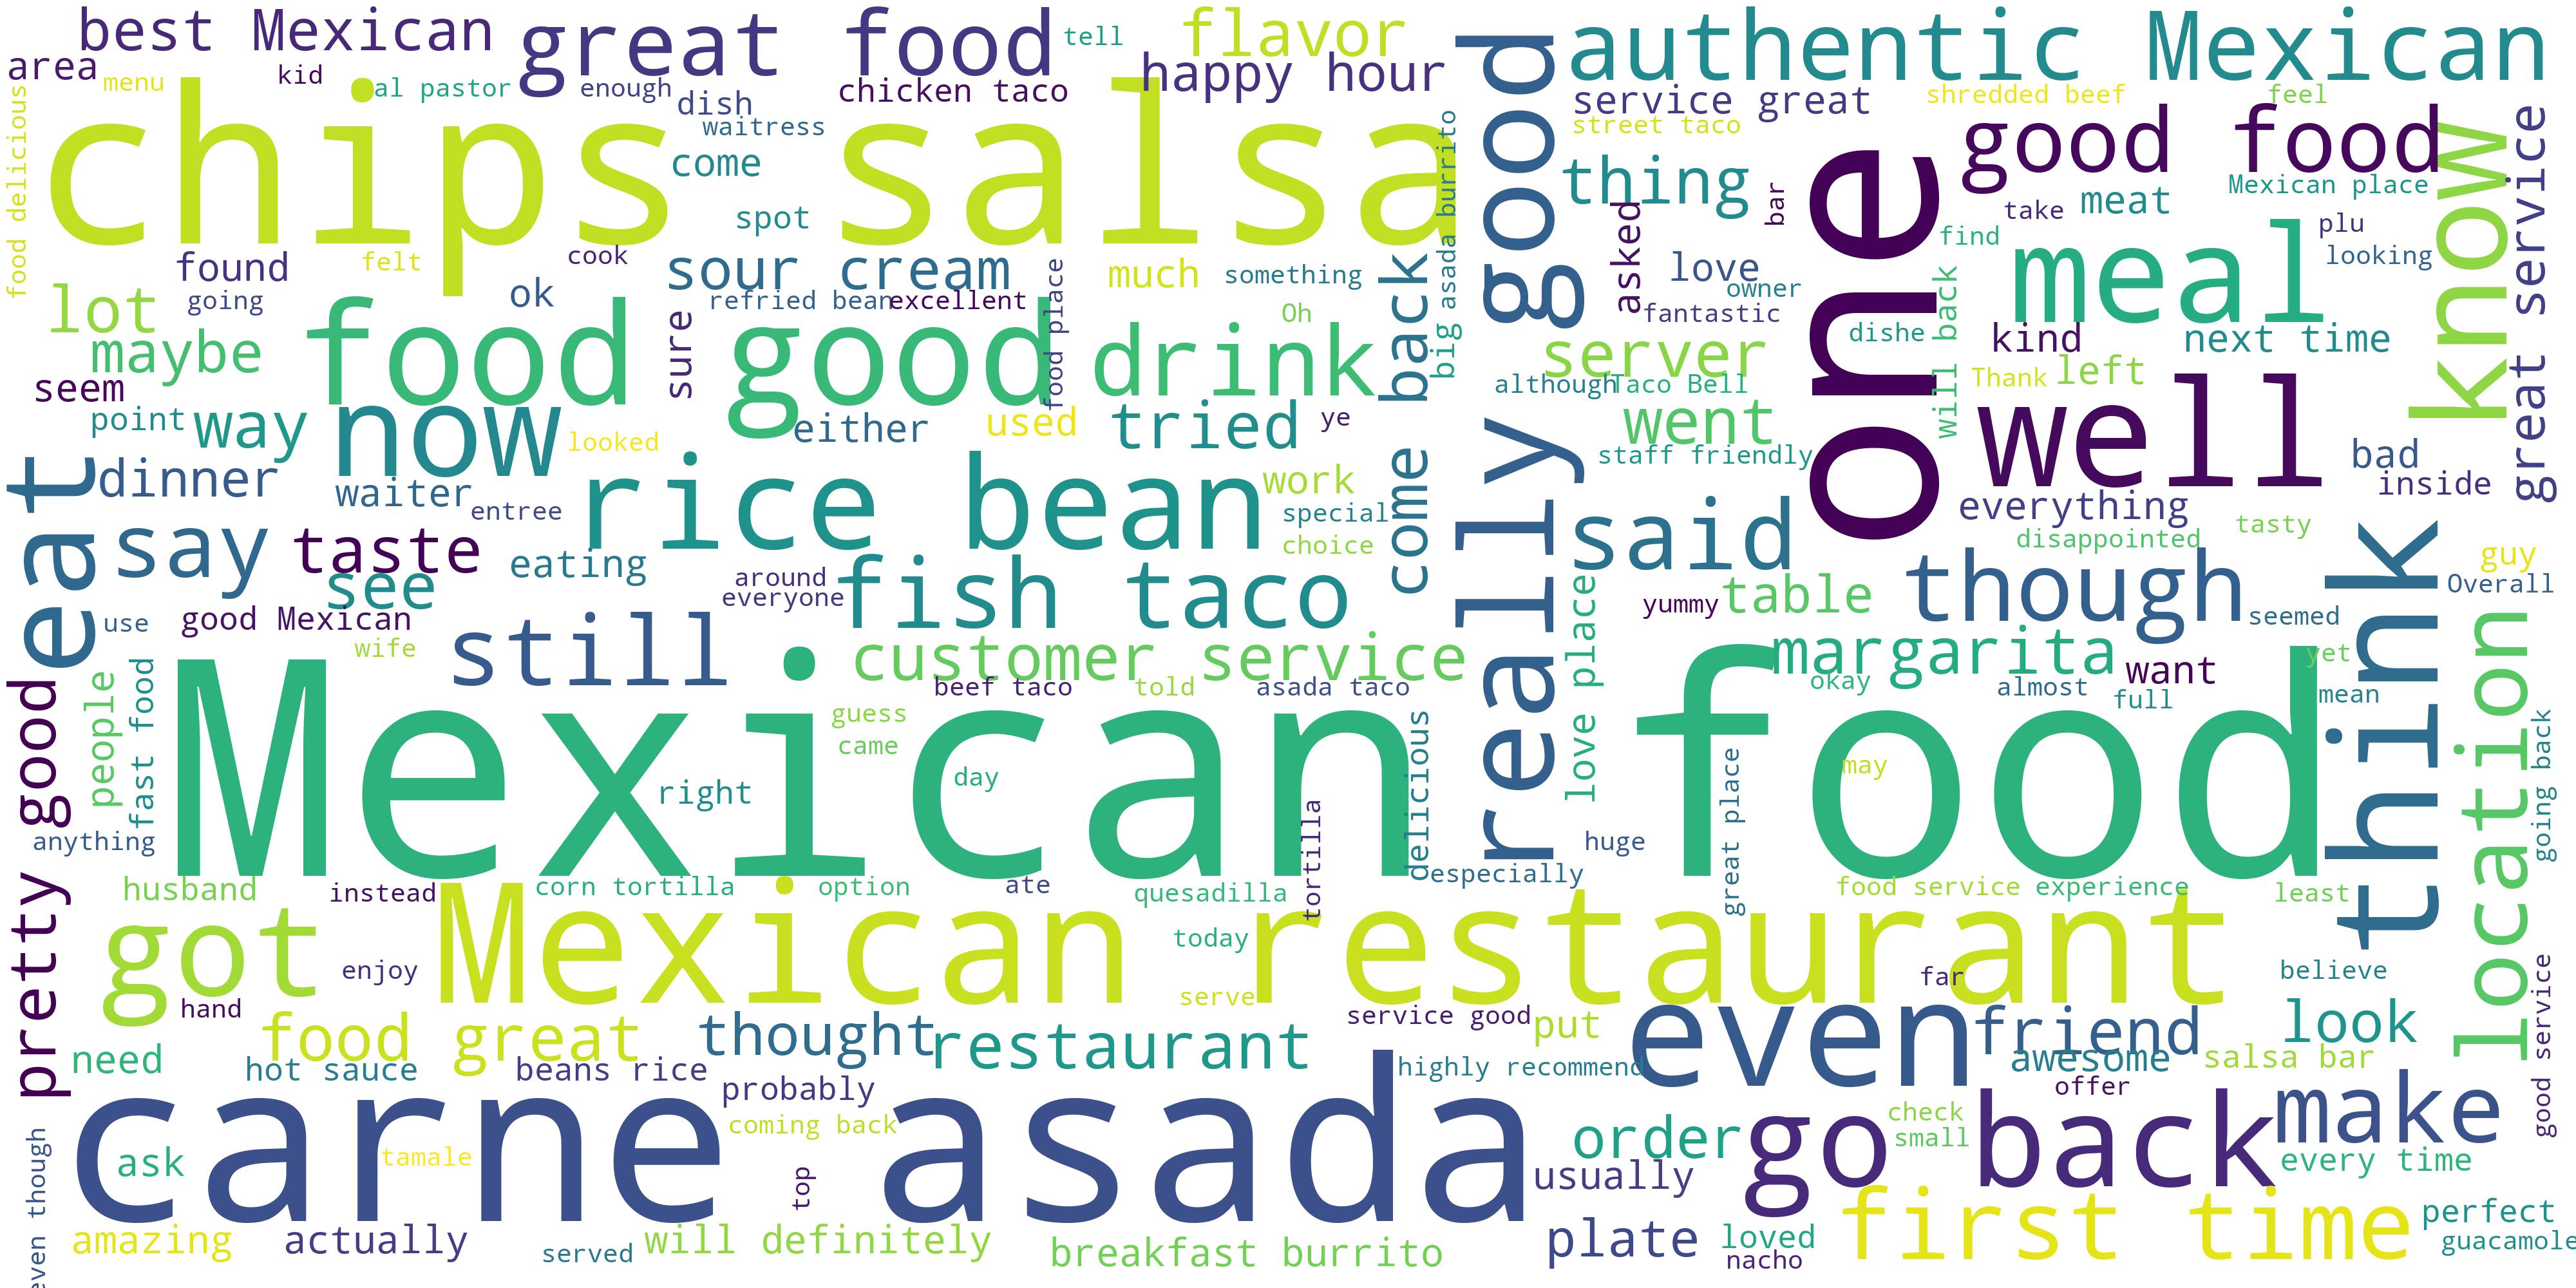 best Mexican
great food
tell
flavor
authentic Mexican
area
menu
kid
al pastor
enough
dish
chicken taco
happy hour
service great
shredded beef
feel
food delicious
chips salsa
waitress
street taco
good food
know
great service
come
big asada burrito
really good
thing
asked
bar
one
Mexican place
take
meat
spot
plu
looking
found
felt
cook
sour cream
much
something
come back
love
owner
find
meal
lot
going
ok
refried bean
excellent
food place
Oh
fantastic
will back
dishe
kind
next time
maybe
food good
sure
drink
server
seem
although
Taco Bell
Thank
left
point
way
now
looked
either
used
tried
ye
went
well
staff friendly
bad
inside
eat
dinner
waiter
entree
rice bean
work
special
choice
said
everything
disappointed
tasty
say
taste
see
eating
around
everyone
fish taco
love place
yummy
table
though
think
guy
Overall
use
good Mexican
wife
still
customer service
margarita
want
seemed
yet
location
pretty good
people
fast food
beef taco
told
asada taco
okay
almost
full
mean
Mexican food
guess
came
delicious
right
day
great place
may
going back
anything
tortilla
huge
husband
instead
corn tortilla
option
ate
quesadilla
especially
food service
experience
least
got
Mexican restaurant
today
enjoy
serve
far
believe
hand
food great
thought
restaurant
service good
put
even
friend
look
good service
need
hot sauce
beans rice
probably
highly recommend
awesome
salsa bar
offer
carne asada
coming back
order
go back
check
small
make
even though
ask
tamale
top
usually
every time
amazing
actually
served
will definitely
breakfast burrito
plate
loved
nacho
first time
perfect
guacamole